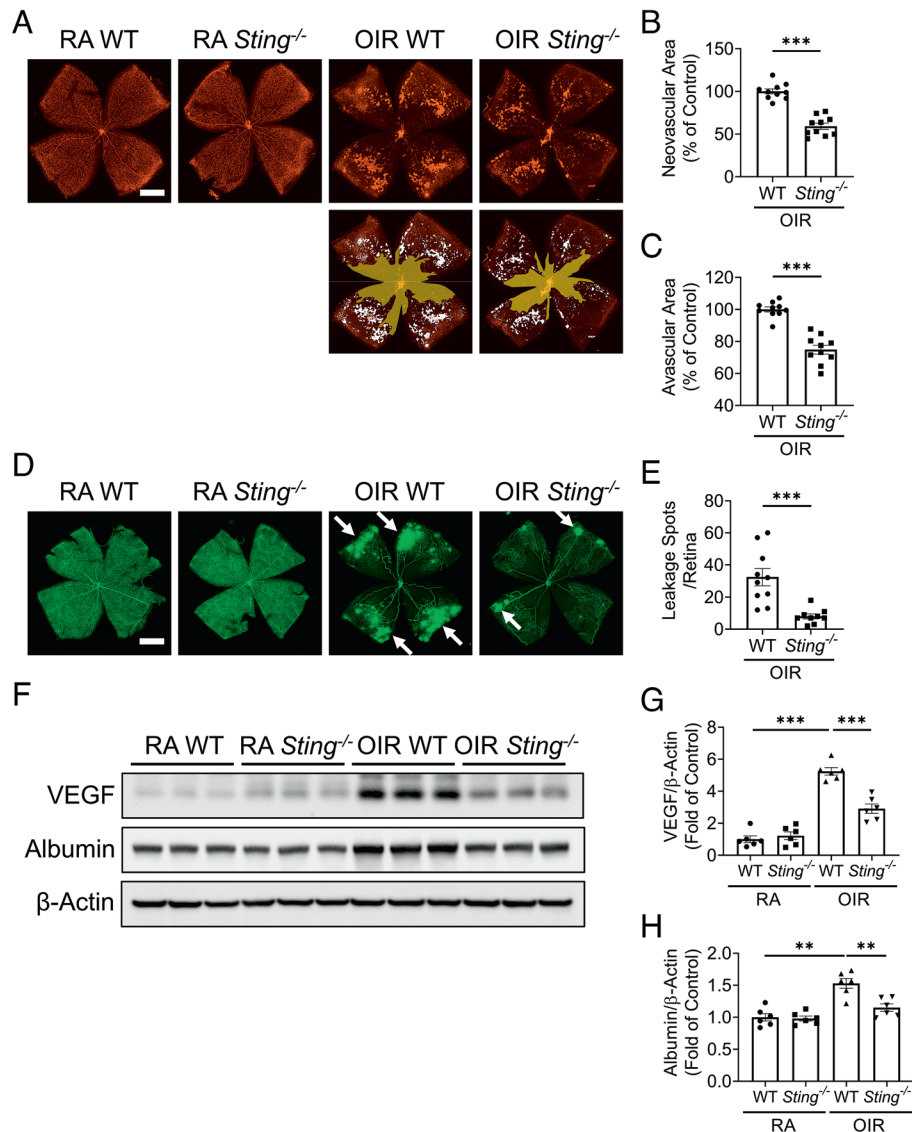 A
RA WT
RA Sting-/-
OIR WT
OIR Sting-/-
B
Neovascular Area
(% of Control)
150
100
50
0
***
WT
Sting-/-
OIR
C
Avascular Area
(% of Control)
120
100
80
60
40
***
WT
Sting-/-
OIR
D
RA WT
RA Sting-/-
OIR WT
OIR Sting-/-
E
Leakage Spots
/Retina
80
60
40
20
0
***
WT
Sting-/-
OIR
F
RA WT
RA Sting-/-
OIR WT
OIR Sting-/-
VEGF
Albumin
β-Actin
G
VEGF/β-Actin
(Fold of Control)
8
6
4
2
0
***
***
WT Sting-/- WT Sting-/-
RA
OIR
H
Albumin/β-Actin
(Fold of Control)
2.0
1.5
1.0
0.5
0.0
**
**
WT Sting-/- WT Sting-/-
RA
OIR